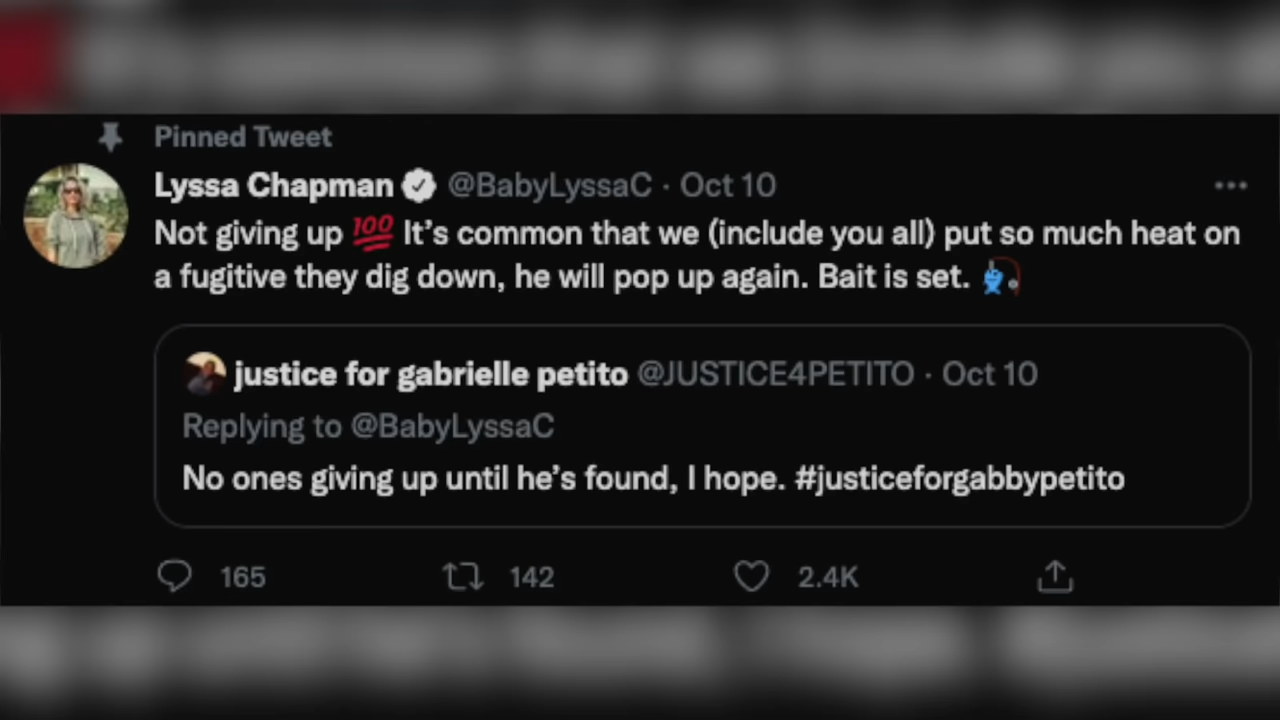 Pinned Tweet
Lyssa Chapman @BabyLyssaC · Oct 10
Not giving up 💯 It's common that we (include you all) put so much heat on
a fugitive they dig down, he will pop up again. Bait is set. 🎣
justice for gabrielle petito @JUSTICE4PETITO · Oct 10
Replying to @BabyLyssaC
No ones giving up until he's found, I hope. #justiceforgabbypetito
165 142 2.4K